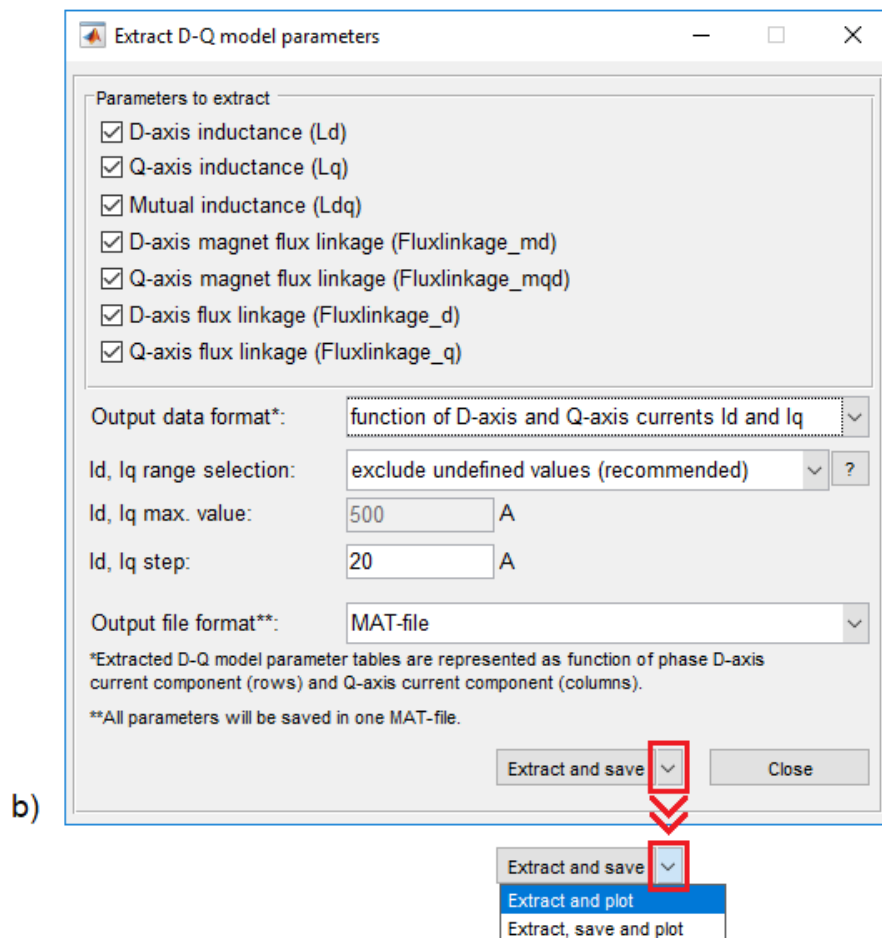 Extract D-Q model parameters
Parameters to extract
D-axis inductance (Ld)
Q-axis inductance (Lq)
Mutual inductance (Ldq)
D-axis magnet flux linkage (Fluxlinkage_md)
Q-axis magnet flux linkage (Fluxlinkage_mqd)
D-axis flux linkage (Fluxlinkage_d)
Q-axis flux linkage (Fluxlinkage_q)
Output data format*: function of D-axis and Q-axis currents Id and Iq
Id, Iq range selection: exclude undefined values (recommended) ?
Id, Iq max. value: 500 A
Id, Iq step: 20 A
Output file format**: MAT-file
*Extracted D-Q model parameter tables are represented as function of phase D-axis
current component (rows) and Q-axis current component (columns).
**All parameters will be saved in one MAT-file.
Extract and save Close
b)
Extract and save
Extract and plot
Extract, save and plot